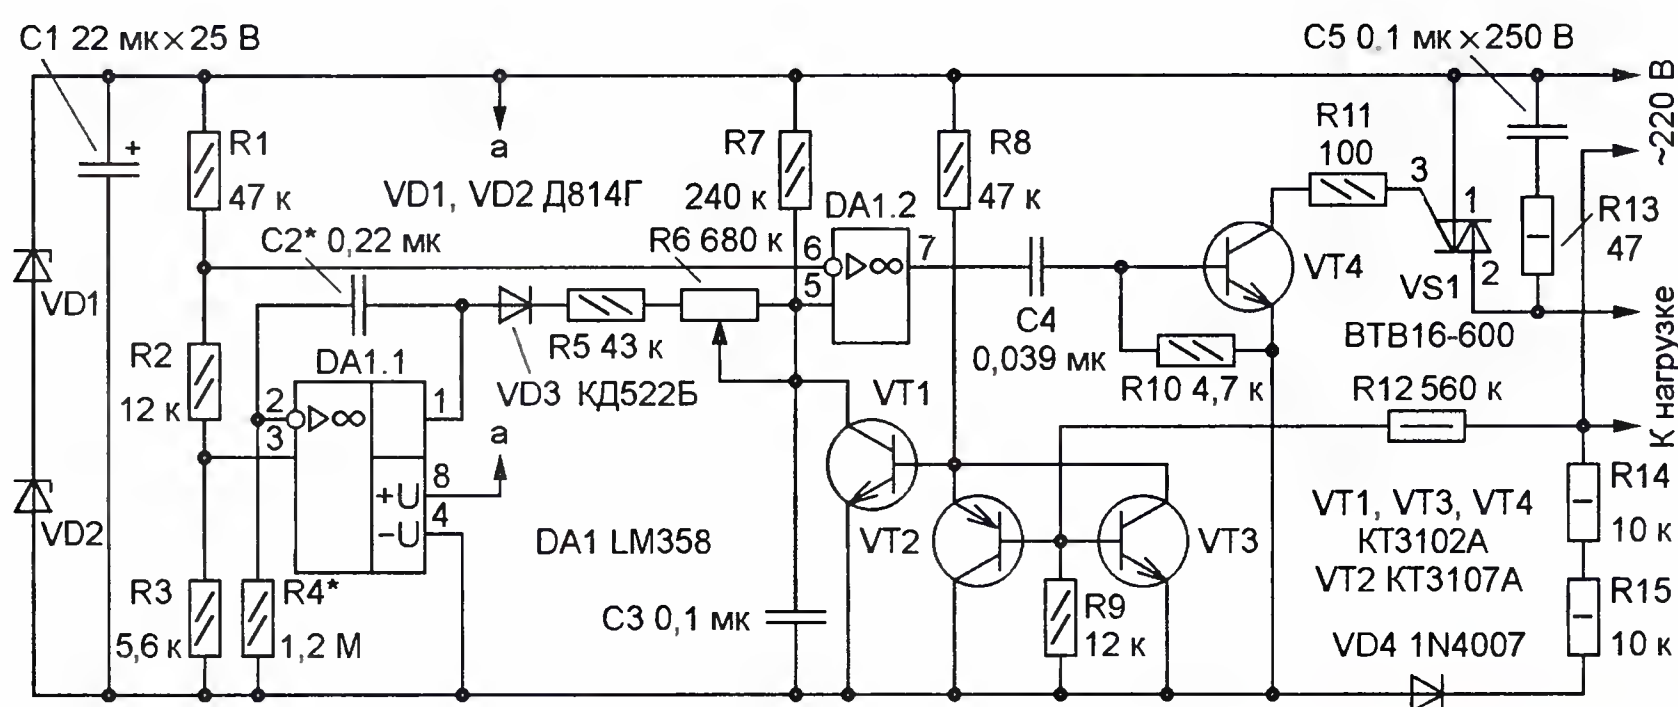 C1 22 мк×25 В
C5 0,1 мк×250 В
~220 В
R1
47 к
a
VD1, VD2 Д814Г
R7
240 к
R8
47 к
R11
100
3
1
2
R13
47
C2* 0,22 мк
R6 680 к
DA1.2
6
5
7
▷∞
VT4
VS1
ВТВ16-600
VD1
C4
0,039 мк
R10 4,7 к
К нагрузке
R2
12 к
DA1.1
R5 43 к
VD3 КД522Б
VT1
R12 560 к
2
3
▷∞
1
a
8
+U
4
−U
VD2
DA1 LM358
VT2
VT3
VT1, VT3, VT4
КТ3102А
VT2 КТ3107А
R14
10 к
R3
5,6 к
R4*
1,2 М
C3 0,1 мк
R9
12 к
VD4 1N4007
R15
10 к